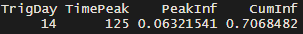 TrigDay TimePeak PeakInf CumInf
14 125 0.06321541 0.7068482